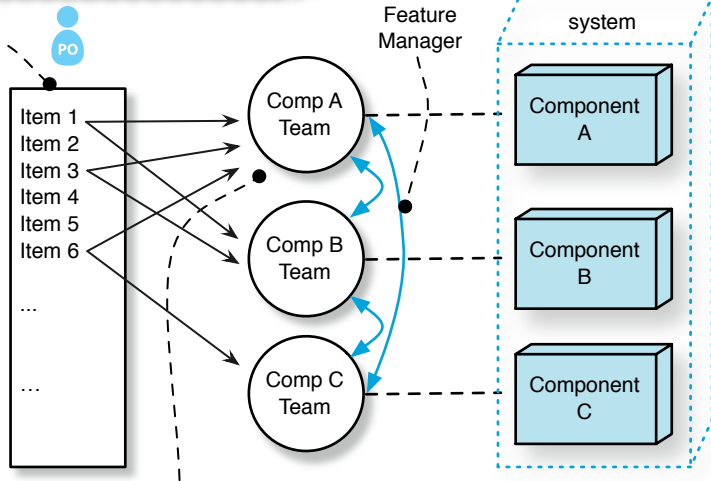 PO
Feature
Manager
system
Item 1
Item 2
Item 3
Item 4
Item 5
Item 6
...
...
Comp A
Team
Comp B
Team
Comp C
Team
Component
A
Component
B
Component
C